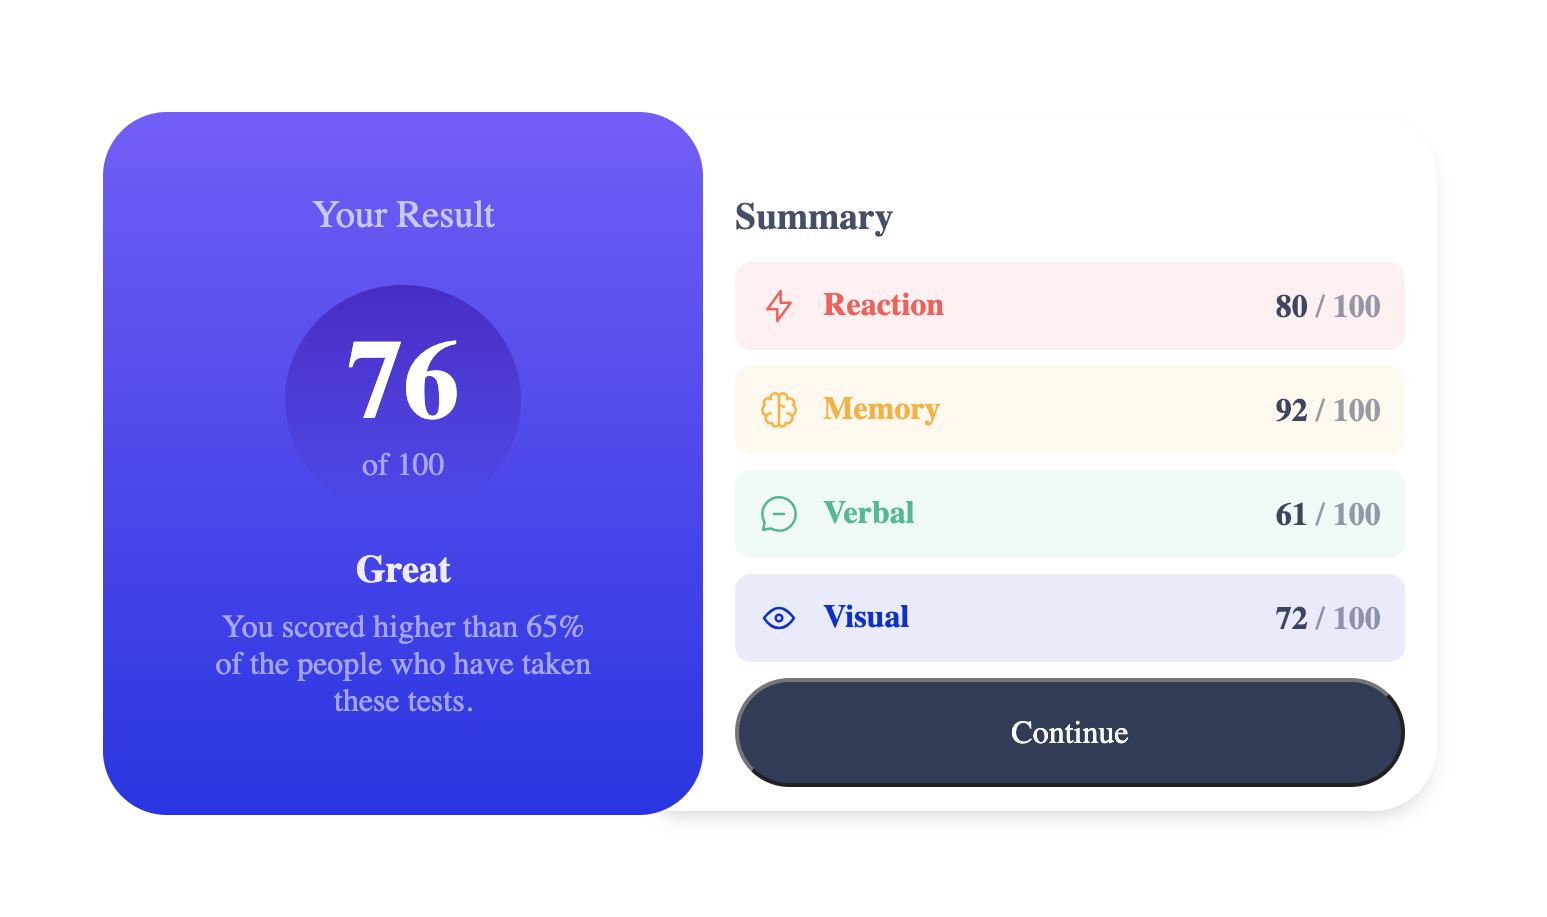 Your Result
76
of 100
Great
You scored higher than 65%
of the people who have taken
these tests.
Summary
Reaction 80 / 100
Memory 92 / 100
Verbal 61 / 100
Visual 72 / 100
Continue